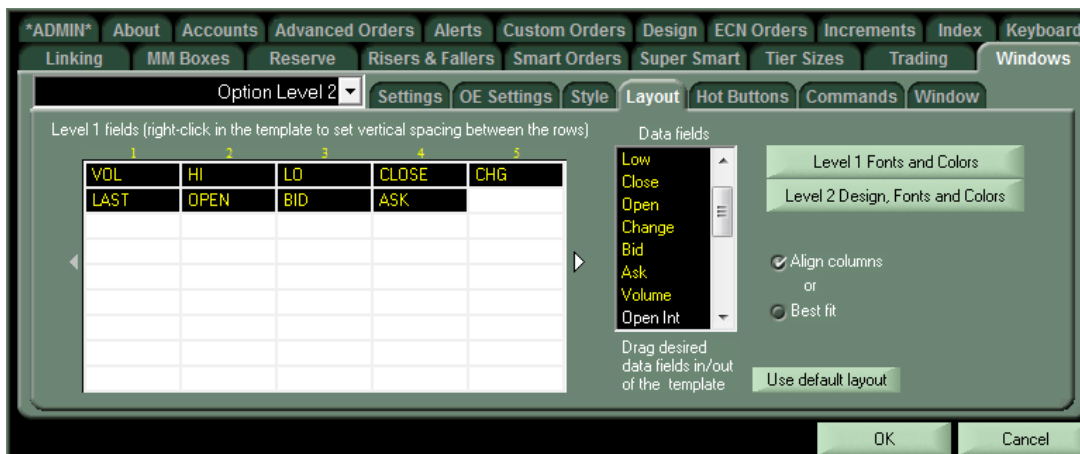 *ADMIN* About Accounts Advanced Orders Alerts Custom Orders Design ECN Orders Increments Index Keyboard
Linking MM Boxes Reserve Risers & Fallers Smart Orders Super Smart Tier Sizes Trading Windows
Option Level 2 Settings OE Settings Style Layout Hot Buttons Commands Window
Level 1 fields (right-click in the template to set vertical spacing between the rows)
1 2 3 4 5
VOL HI LO CLOSE CHG
LAST OPEN BID ASK
Data fields
Low
Close
Open
Change
Bid
Ask
Volume
Open Int
Drag desired
data fields in/out
of the template
Level 1 Fonts and Colors
Level 2 Design, Fonts and Colors
Align columns
or
Best fit
Use default layout
OK Cancel